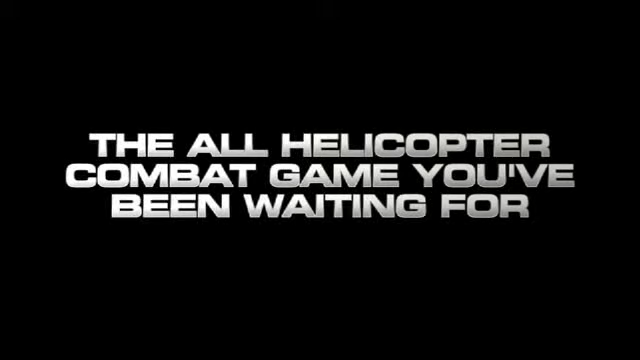 THE ALL HELICOPTER
COMBAT GAME YOU'VE
BEEN WAITING FOR